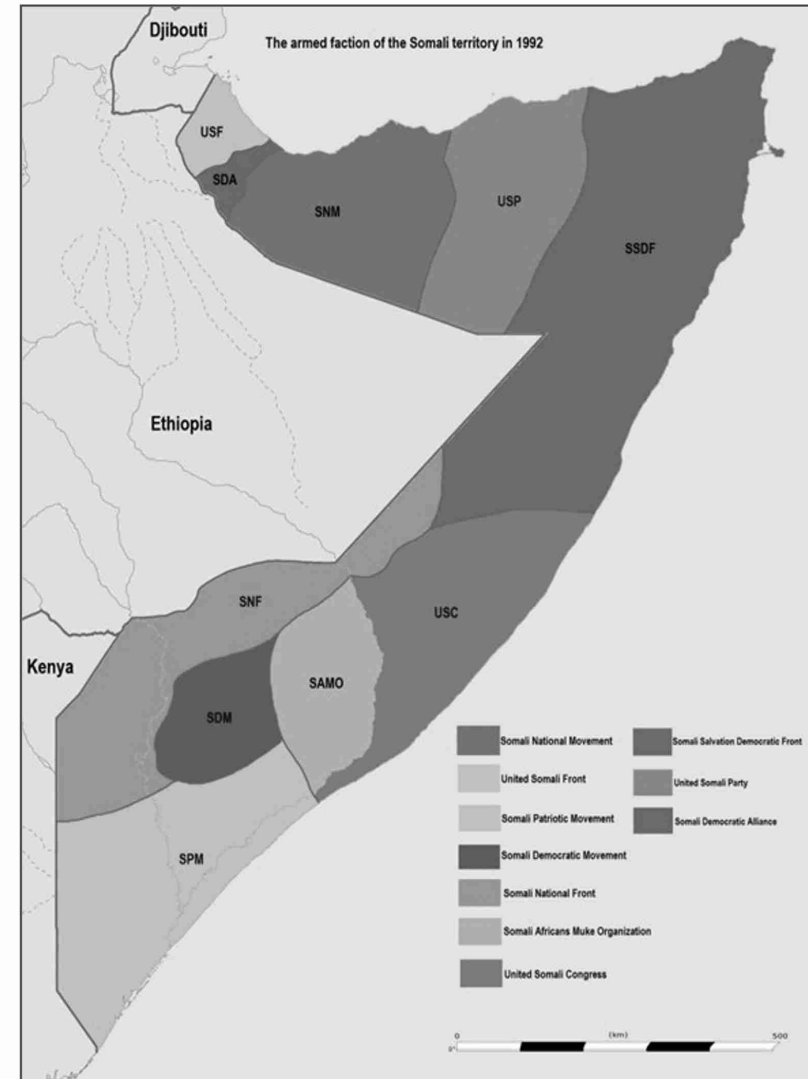 Djibouti
The armed faction of the Somali territory in 1992
USF
SDA
SNM
USP
SSDF
Ethiopia
SNF
USC
Kenya
SAMO
SDM
SPM
Somali National Movement
United Somali Front
Somali Patriotic Movement
Somali Democratic Movement
Somali National Front
Somali Africans Muke Organization
United Somali Congress
Somali Salvation Democratic Front
United Somali Party
Somali Democratic Alliance
0 (km) 500
0°